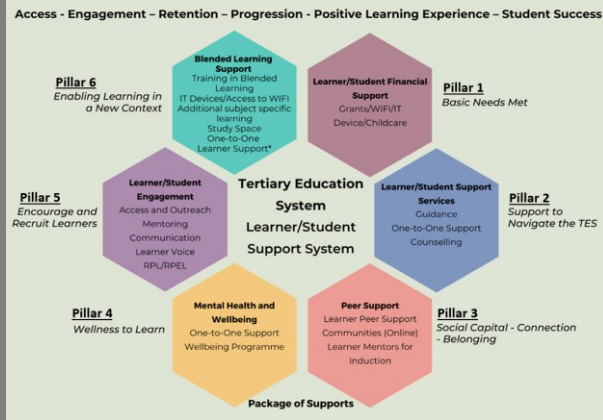 Access - Engagement – Retention – Progression - Positive Learning Experience – Student Success
Pillar 6
Enabling Learning in
a New Context
Blended Learning
Support
Training in Blended
Learning
IT Devices/Access to WIFI
Additional subject specific
learning
Study Space
One-to-One
Learner Support*
Learner/Student Financial
Support
Grants/WIFI/IT
Device/Childcare
Pillar 1
Basic Needs Met
Pillar 5
Encourage and
Recruit Learners
Learner/Student
Engagement
Access and Outreach
Mentoring
Communication
Learner Voice
RPL/RPEL
Tertiary Education
System
Learner/Student
Support System
Learner/Student Support
Services
Guidance
One-to-One Support
Counselling
Pillar 2
Support to
Navigate the TES
Pillar 4
Wellness to Learn
Mental Health and
Wellbeing
One-to-One Support
Wellbeing Programme
Peer Support
Learner Peer Support
Communities (Online)
Learner Mentors for
Induction
Pillar 3
Social Capital - Connection
- Belonging
Package of Supports